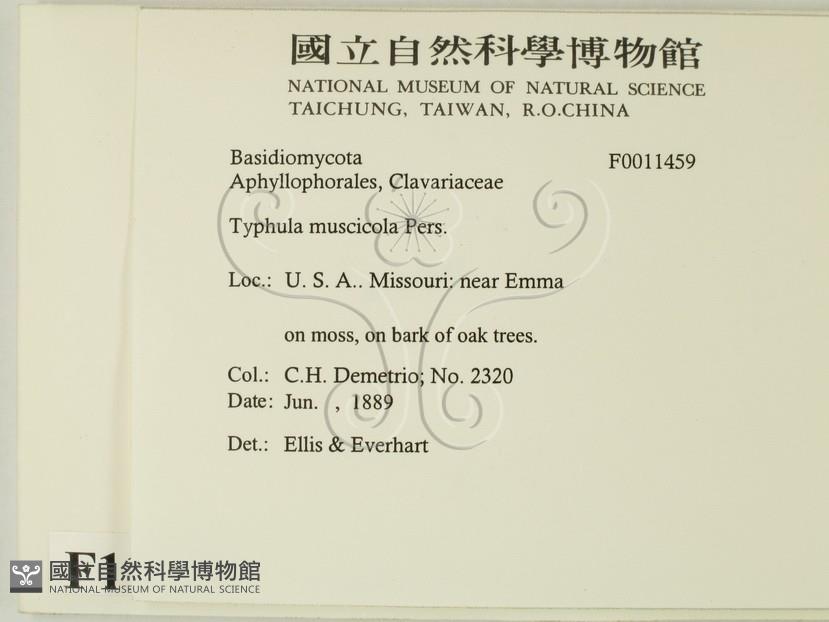 國立自然科學博物館
NATIONAL MUSEUM OF NATURAL SCIENCE
TAICHUNG, TAIWAN, R.O.CHINA
Basidiomycota F0011459
Aphyllophorales, Clavariaceae
Typhula muscicola Pers.
Loc.: U. S. A.. Missouri: near Emma
on moss, on bark of oak trees.
Col.: C.H. Demetrio; No. 2320
Date: Jun. , 1889
Det.: Ellis & Everhart
F1
國立自然科學博物館
NATIONAL MUSEUM OF NATURAL SCIENCE